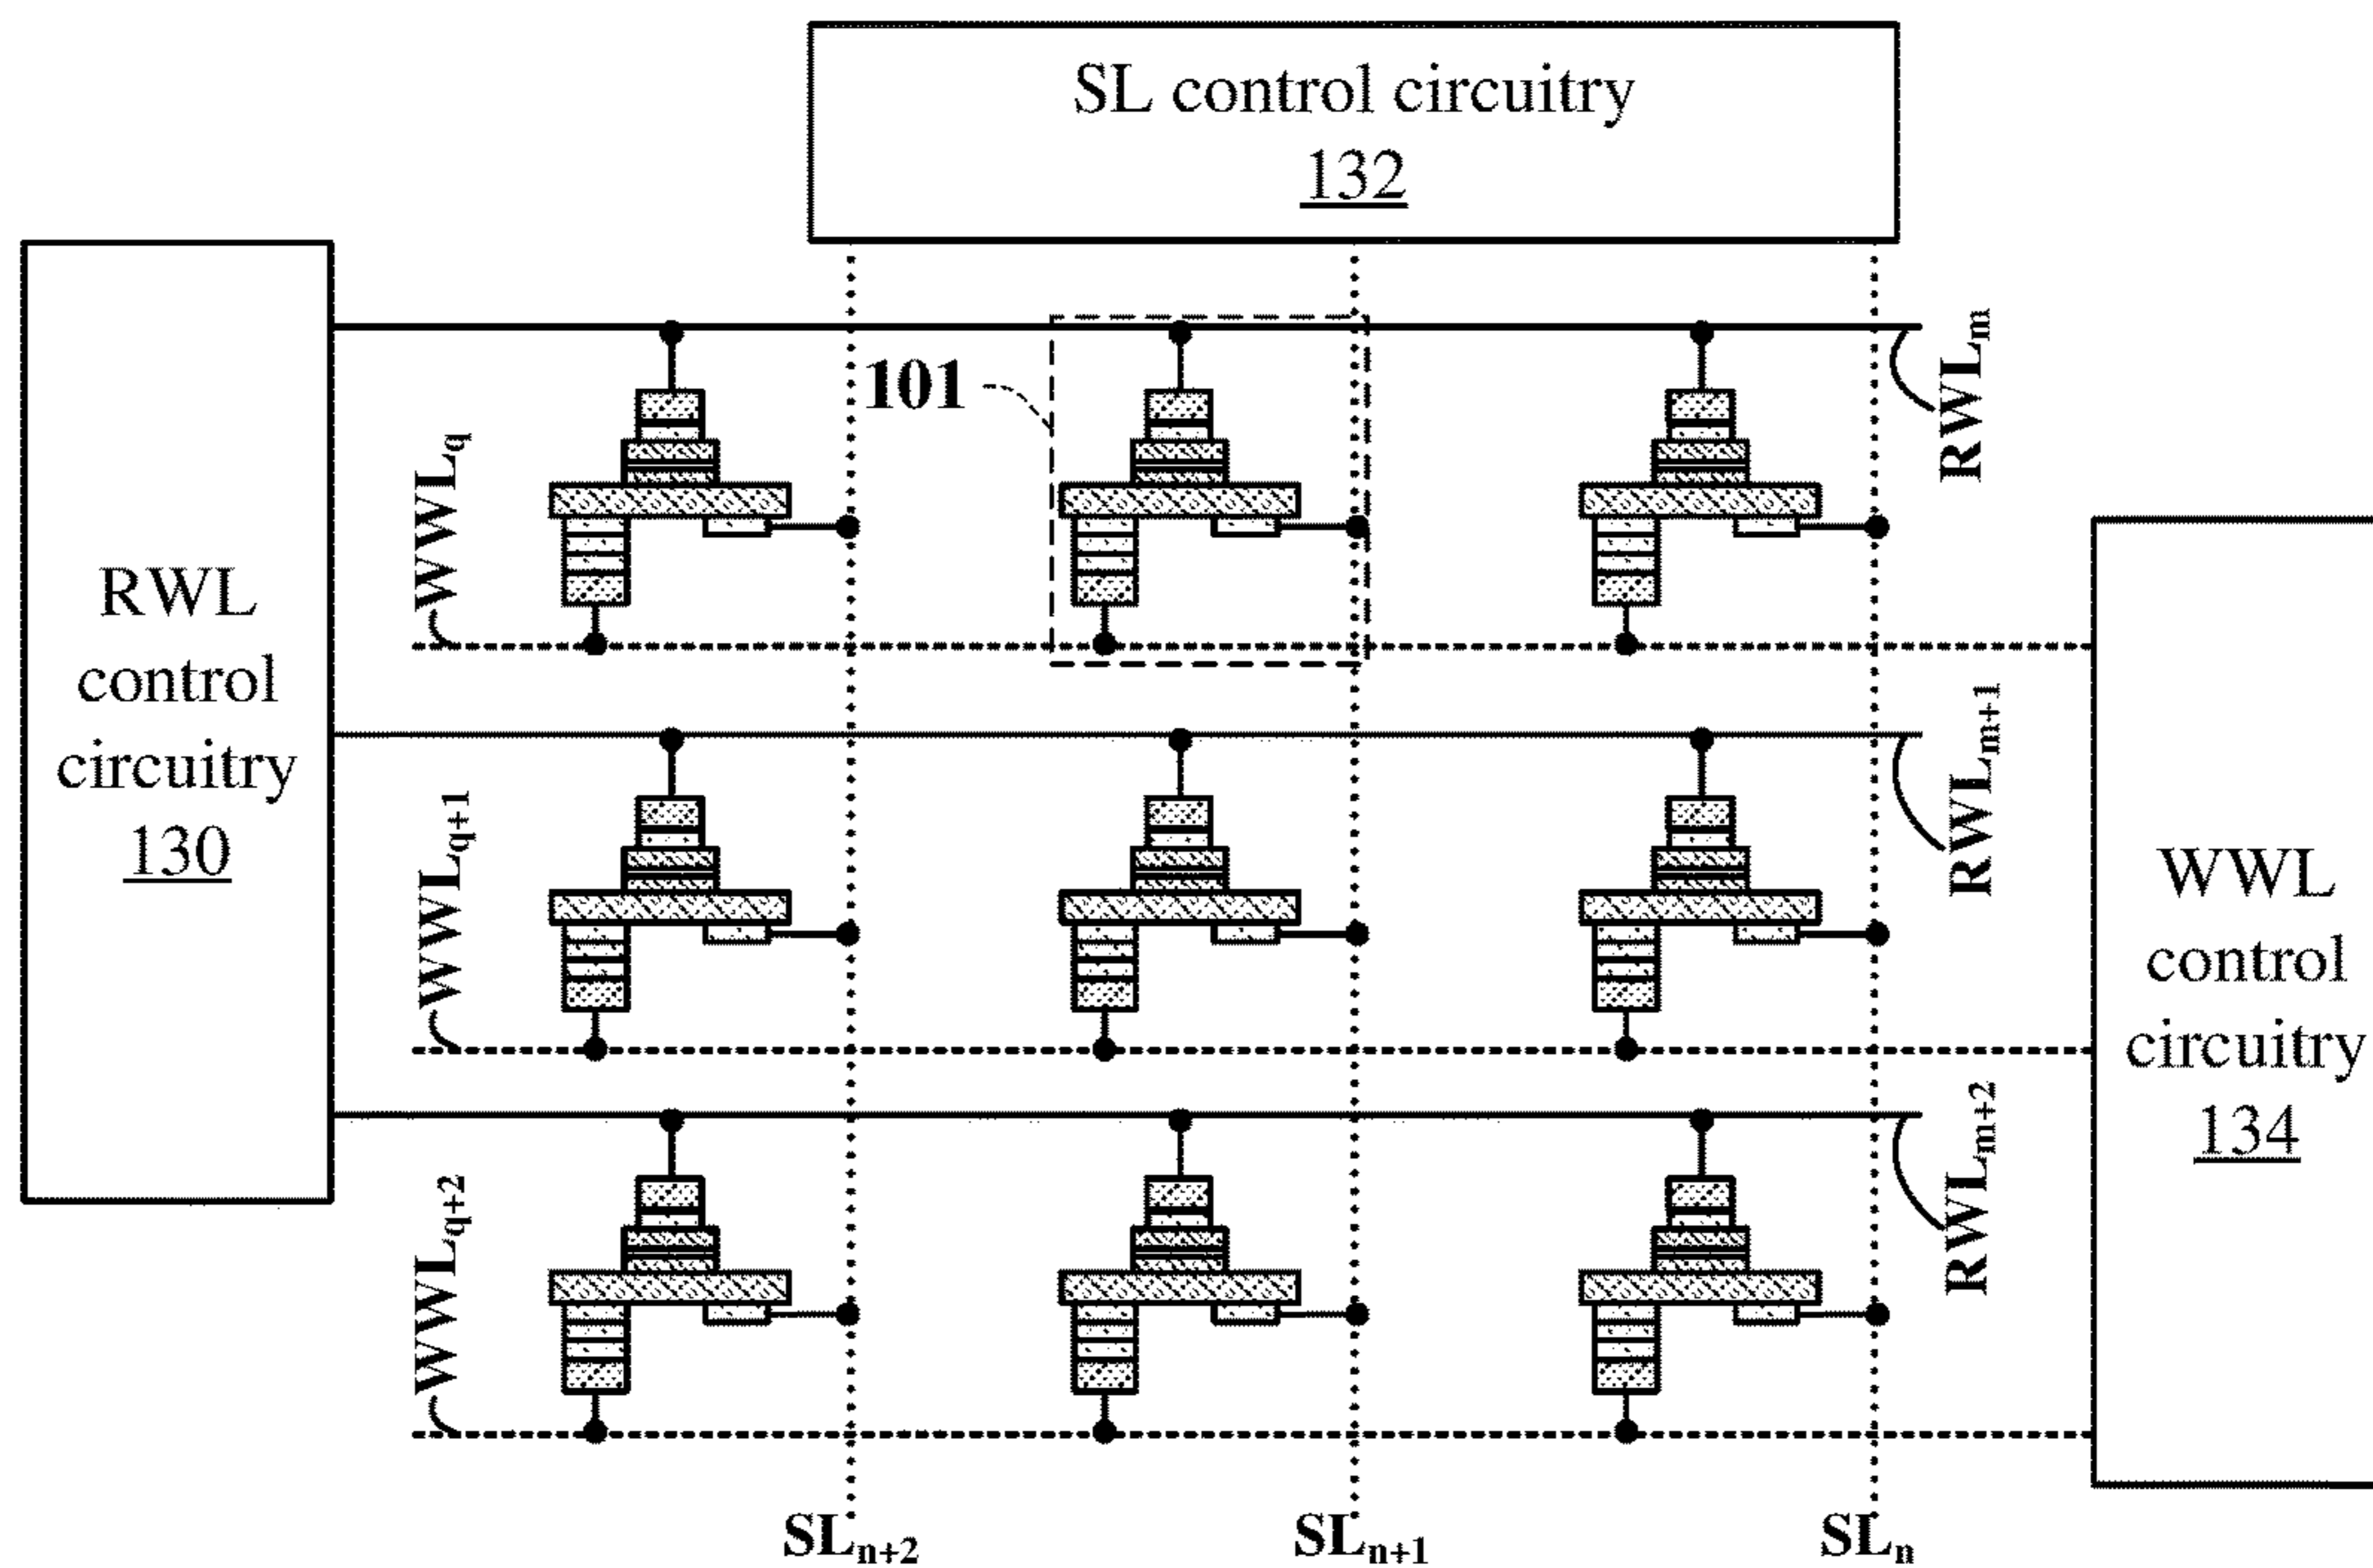 SL control circuitry
132
RWL
control
circuitry
130
101
WWLq
RWLm
WWLq+1
RWLm+1
WWLq+2
RWLm+2
WWL
control
circuitry
134
SLn+2
SLn+1
SLn